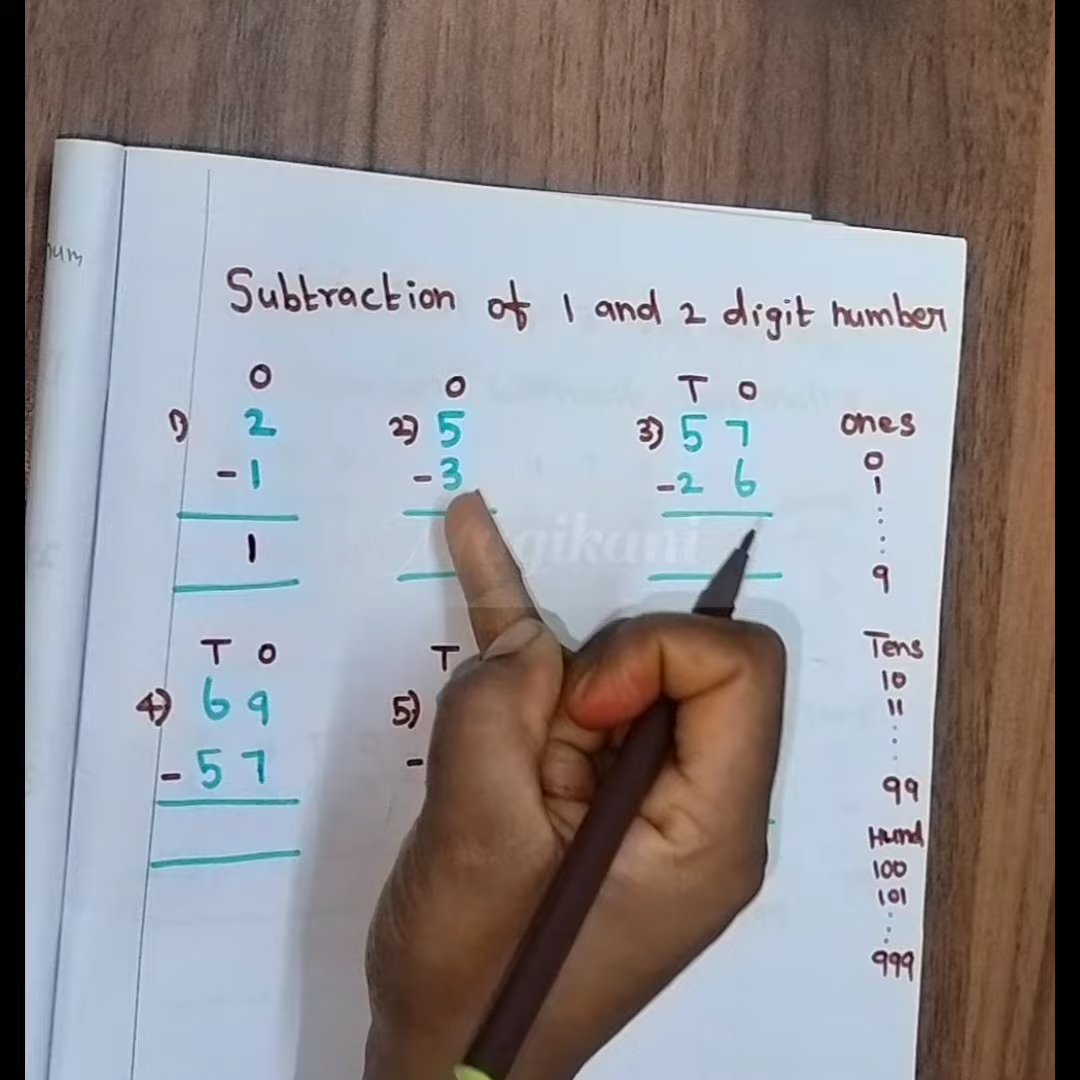 num
Subtraction of 1 and 2 digit number
O O T O
1) 2 2) 5 3) 5 7 ones
- 1 - 3 - 2 6 0
1
1 :
:
9
T O T Tens
4) 6 9 5) 10
- 5 7 - 11
:
99
Hund
100
101
:
999